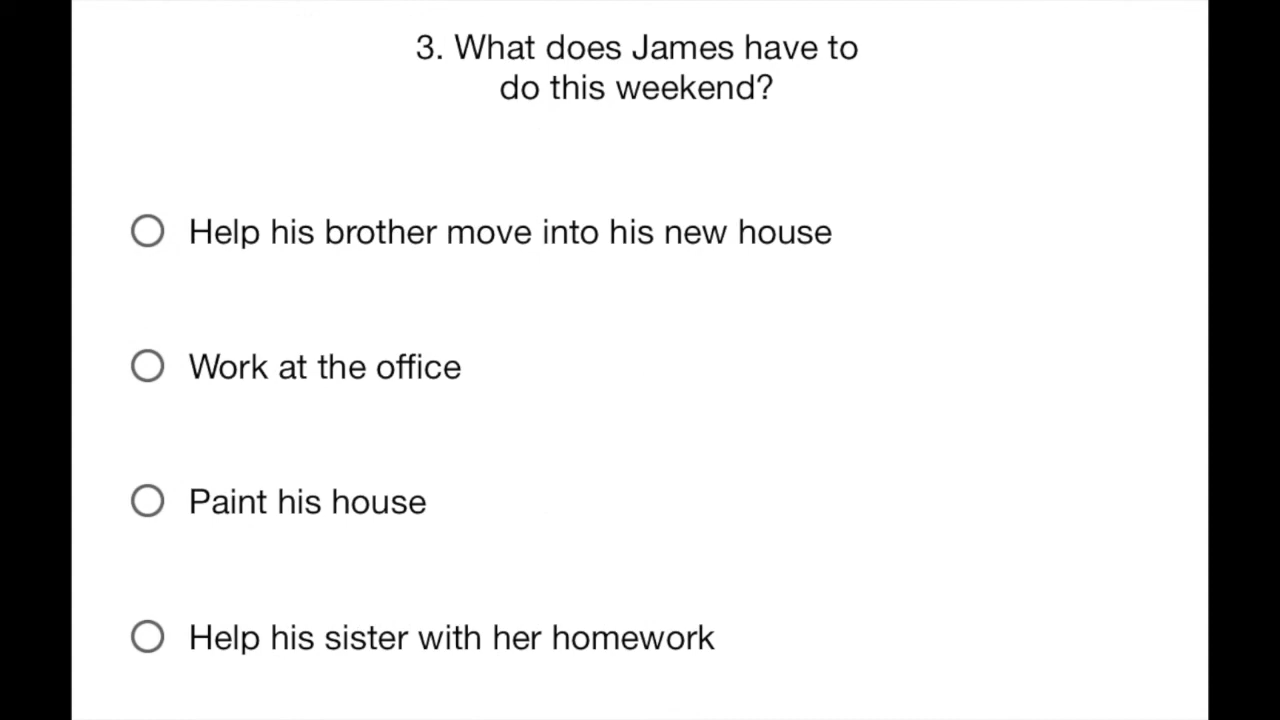 3. What does James have to
do this weekend?
Help his brother move into his new house
Work at the office
Paint his house
Help his sister with her homework